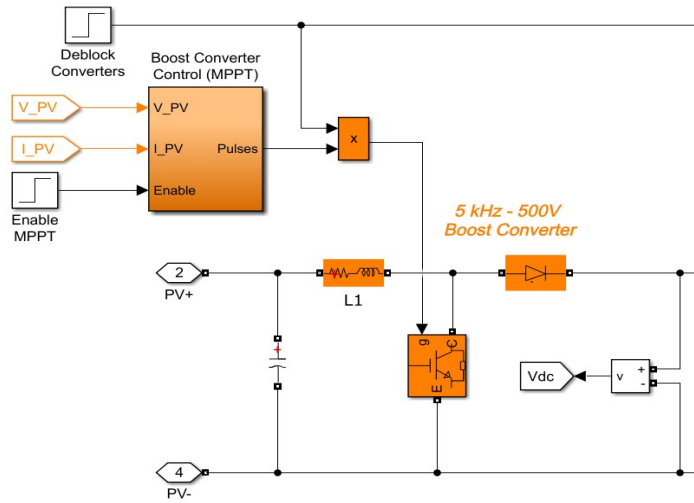 Deblock
Converters
Boost Converter
Control (MPPT)
V_PV
V_PV
I_PV
I_PV
Pulses
x
Enable
Enable
MPPT
5 kHz - 500V
Boost Converter
2
PV+
L1
g
C
E
Vdc
v
+
-
4
PV-